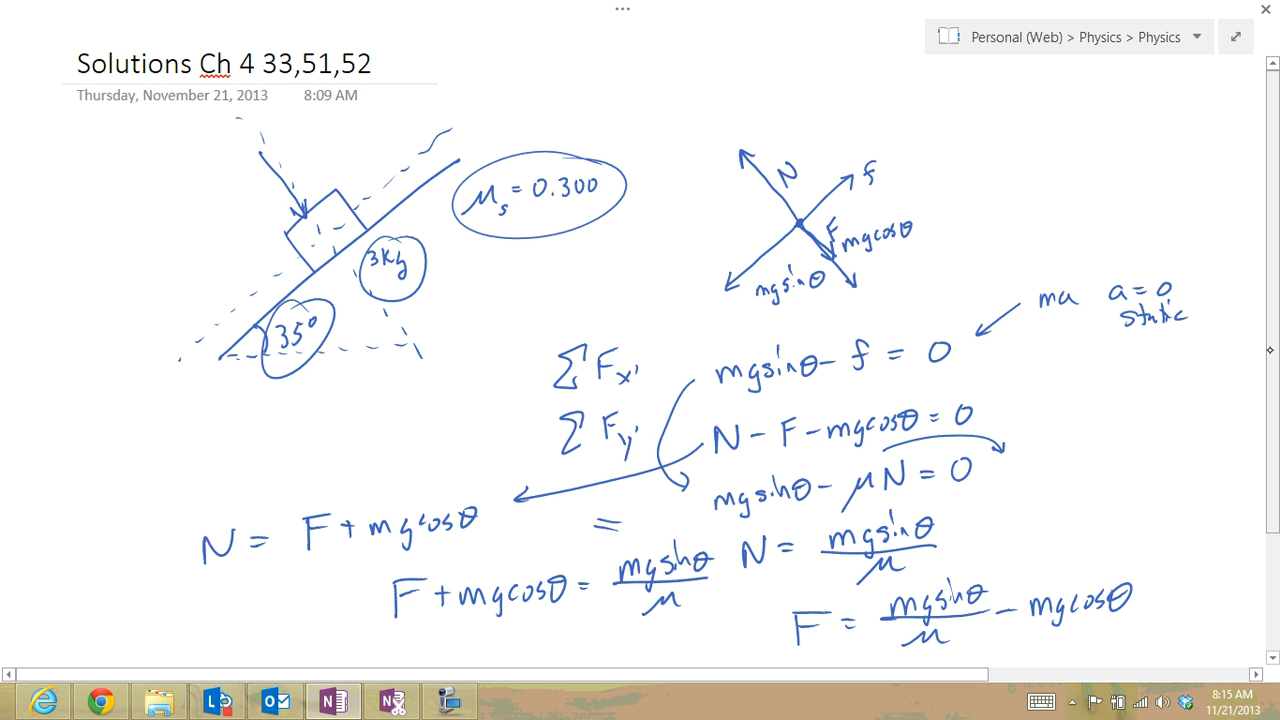 Personal (Web) > Physics > Physics
Solutions Ch 4 33,51,52
Thursday, November 21, 2013 8:09 AM
μs = 0.300
3Kg
35°
N
f
F
mgcosθ
mgsinθ
ma a = 0
static
∑ Fx' mgsinθ - f = 0
∑ Fy' N - F - mgcosθ = 0
mgsinθ - μN = 0
N = F + mgcosθ =
N = mgsinθ / μ
F + mgcosθ = mgsinθ / μ
F = mgsinθ / μ - mgcosθ
8:15 AM
11/21/2013